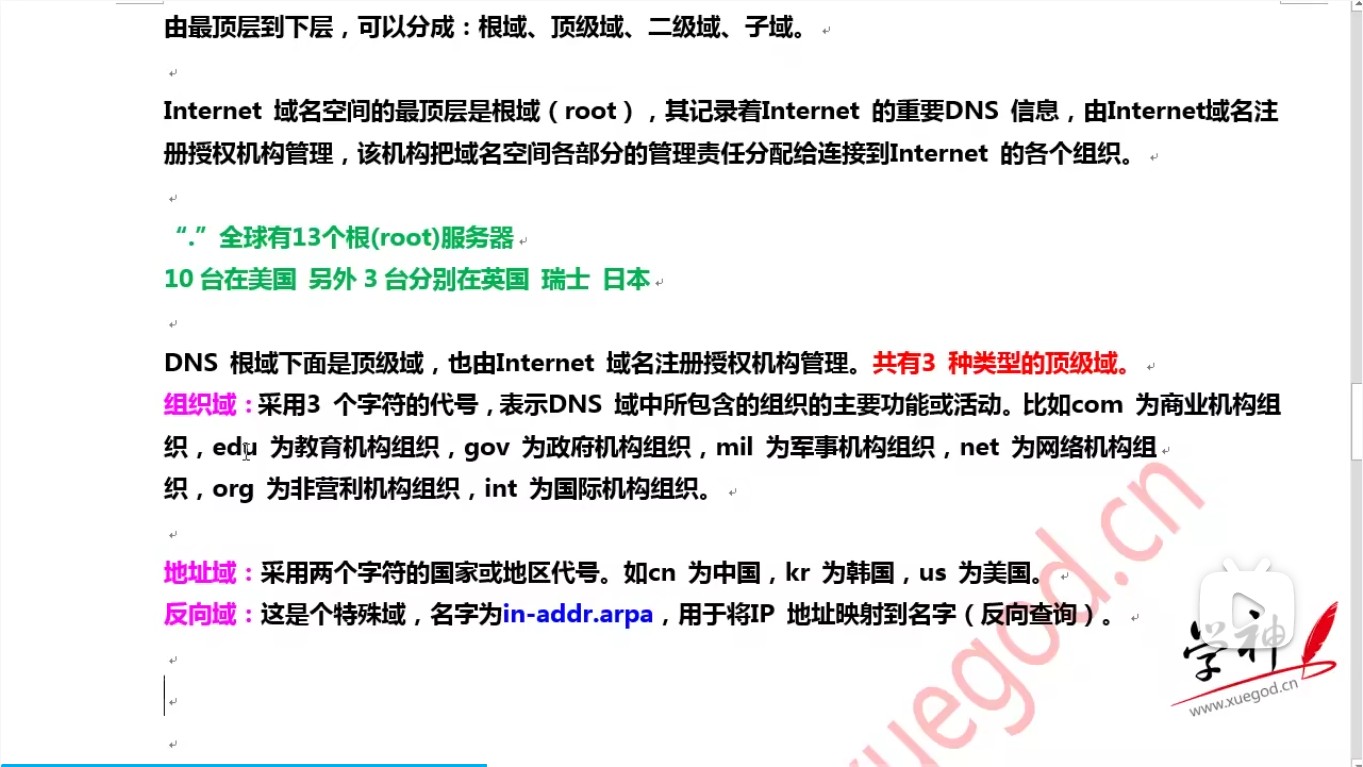 由最顶层到下层，可以分成：根域、顶级域、二级域、子域。
Internet 域名空间的最顶层是根域（root），其记录着Internet 的重要DNS 信息，由Internet域名注
册授权机构管理，该机构把域名空间各部分的管理责任分配给连接到Internet 的各个组织。
“.”全球有13个根(root)服务器
10 台在美国 另外 3 台分别在英国 瑞士 日本
DNS 根域下面是顶级域，也由Internet 域名注册授权机构管理。共有3 种类型的顶级域。
组织域：采用3 个字符的代号，表示DNS 域中所包含的组织的主要功能或活动。比如com 为商业机构组
织，edu 为教育机构组织，gov 为政府机构组织，mil 为军事机构组织，net 为网络机构组
织，org 为非营利机构组织，int 为国际机构组织。
地址域：采用两个字符的国家或地区代号。如cn 为中国，kr 为韩国，us 为美国。
反向域：这是个特殊域，名字为in-addr.arpa，用于将IP 地址映射到名字（反向查询）。
xuegod.cn
学神
www.xuegod.cn